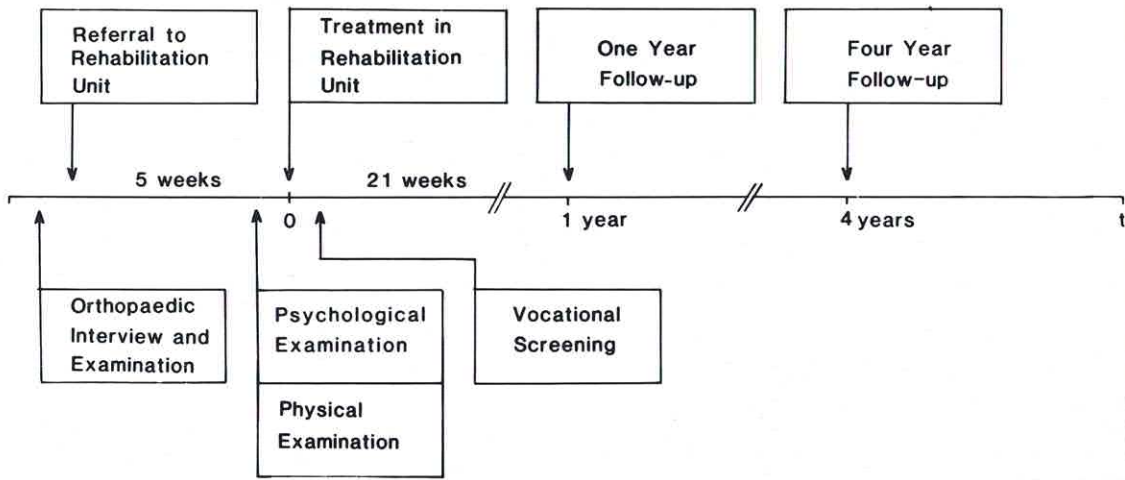 Referral to
Rehabilitation
Unit
Treatment in
Rehabilitation
Unit
One Year
Follow-up
Four Year
Follow-up
5 weeks
21 weeks
0
1 year
4 years
t
Orthopaedic
Interview and
Examination
Psychological
Examination
Physical
Examination
Vocational
Screening